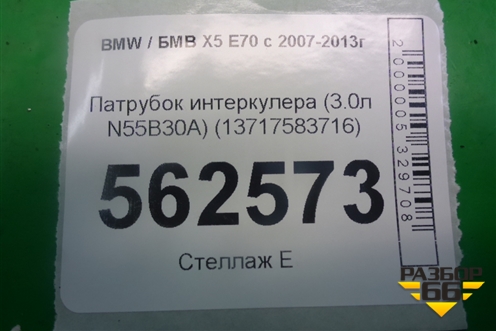 BMW / БМВ X5 E70 с 2007-2013г
Патрубок интеркулера (3.0л
N55B30A) (13717583716)
562573
Стеллаж Е
2000005329708
РАЗБОР
66